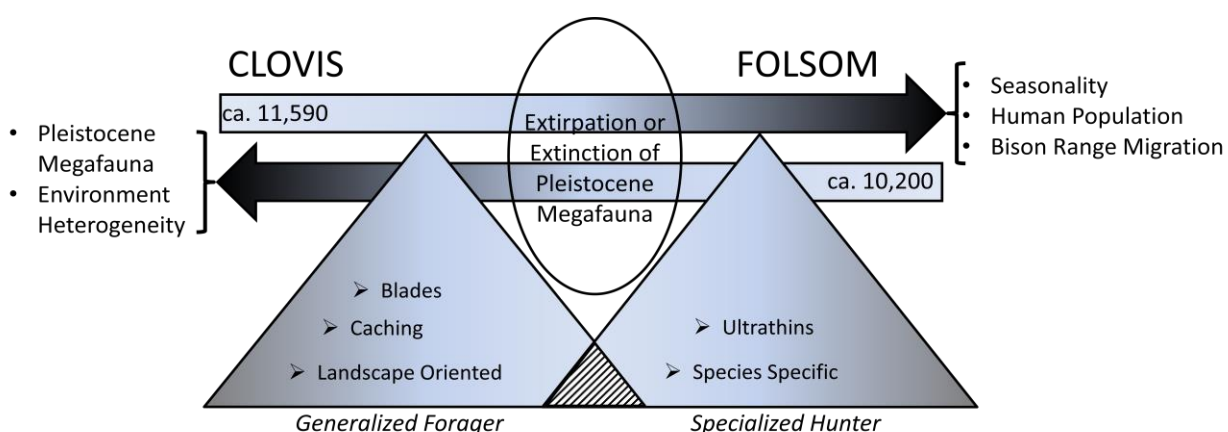 CLOVIS
FOLSOM
ca. 11,590
• Seasonality
• Human Population
• Bison Range Migration
Extirpation or
Extinction of
Pleistocene
Megafauna
• Pleistocene
Megafauna
• Environment
Heterogeneity
ca. 10,200
➢ Blades
➢ Caching
➢ Landscape Oriented
➢ Ultrathins
➢ Species Specific
Generalized Forager
Specialized Hunter